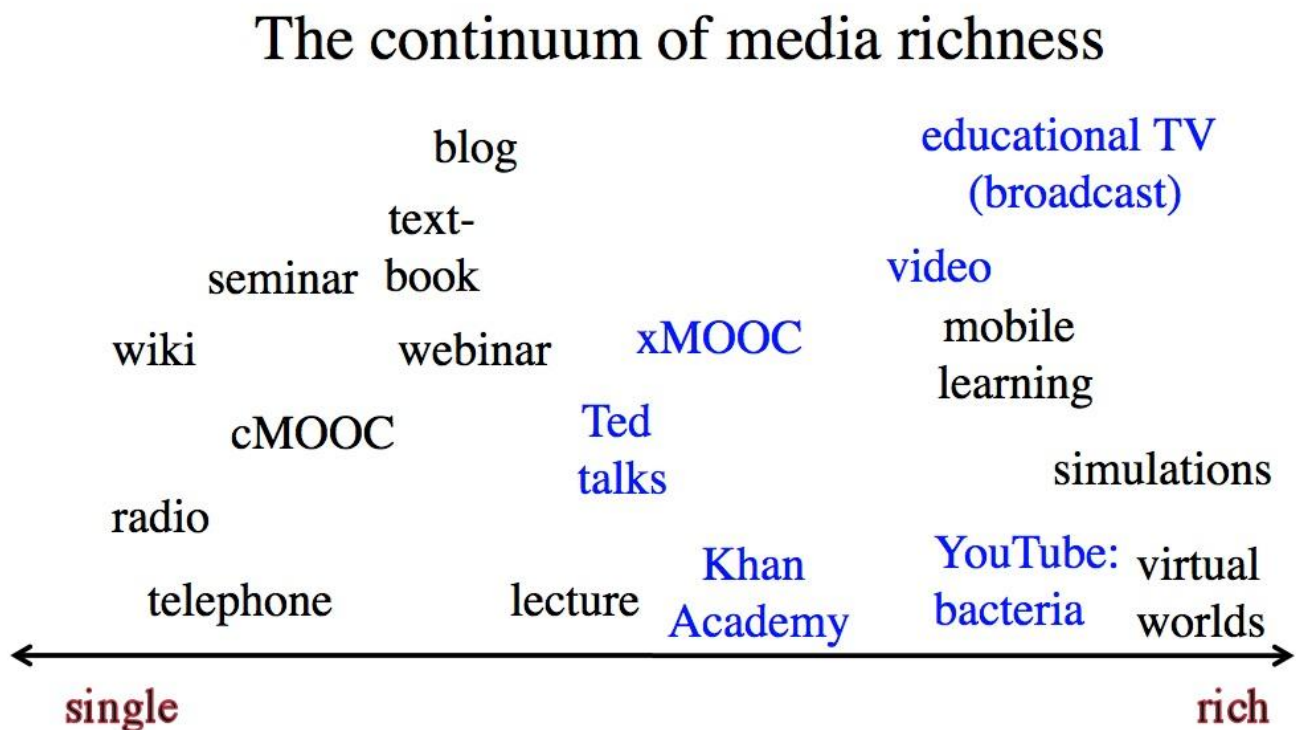 The continuum of media richness
blog
educational TV
(broadcast)
text-
book
seminar
video
wiki
webinar
xMOOC
mobile
learning
cMOOC
Ted
talks
simulations
radio
telephone
lecture
Khan
Academy
YouTube:
bacteria
virtual
worlds
single
rich